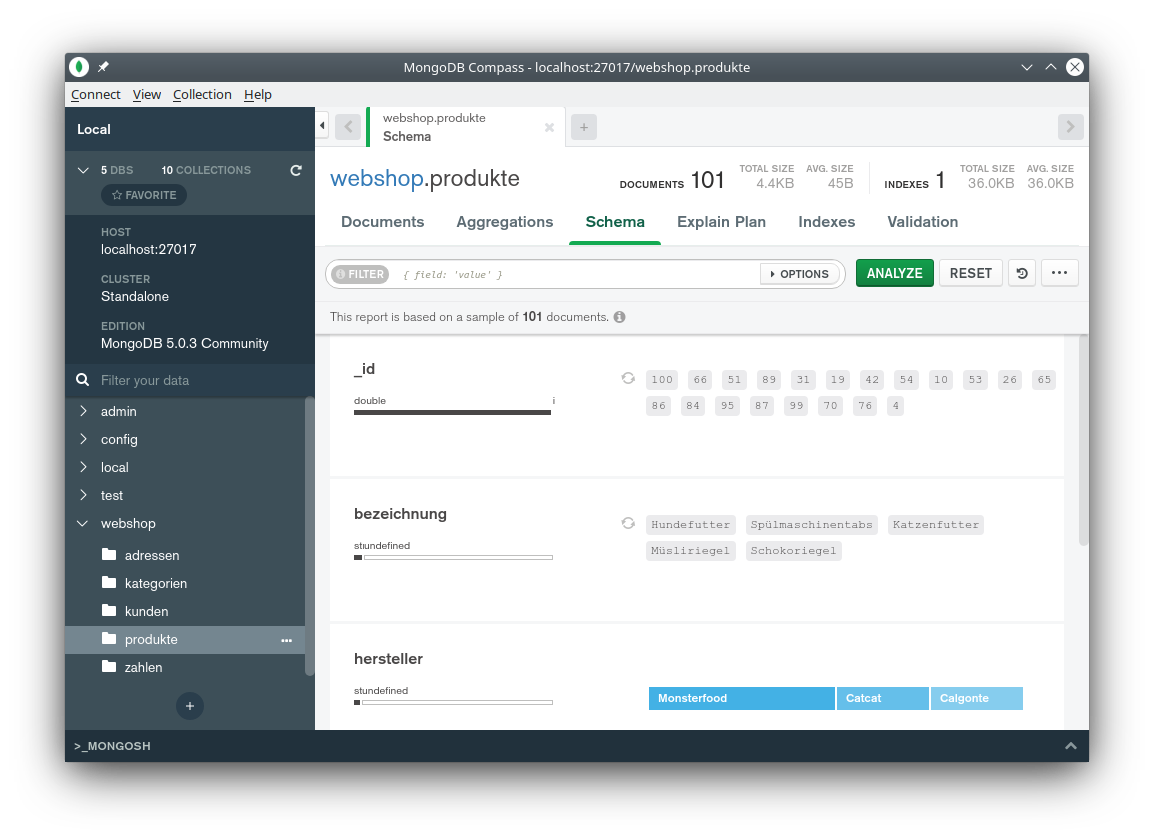 MongoDB Compass - localhost:27017/webshop.produkte
Connect View Collection Help
Local
5 DBS 10 COLLECTIONS
FAVORITE
HOST
localhost:27017
CLUSTER
Standalone
EDITION
MongoDB 5.0.3 Community
Filter your data
admin
config
local
test
webshop
adressen
kategorien
kunden
produkte
zahlen
+
>_MONGOSH
webshop.produkte
Schema
+
webshop.produkte
DOCUMENTS 101
TOTAL SIZE
4.4KB
AVG. SIZE
45B
INDEXES 1
TOTAL SIZE
36.0KB
AVG. SIZE
36.0KB
Documents Aggregations Schema Explain Plan Indexes Validation
FILTER { field: 'value' } OPTIONS ANALYZE RESET
This report is based on a sample of 101 documents.
_id
double i
100 66 51 89 31 19 42 54 10 53 26 65
86 84 95 87 99 70 76 4
bezeichnung
undefined
Hundefutter Spülmaschinentabs Katzenfutter
Müsliriegel Schokoriegel
hersteller
undefined
Monsterfood Catcat Calgonte